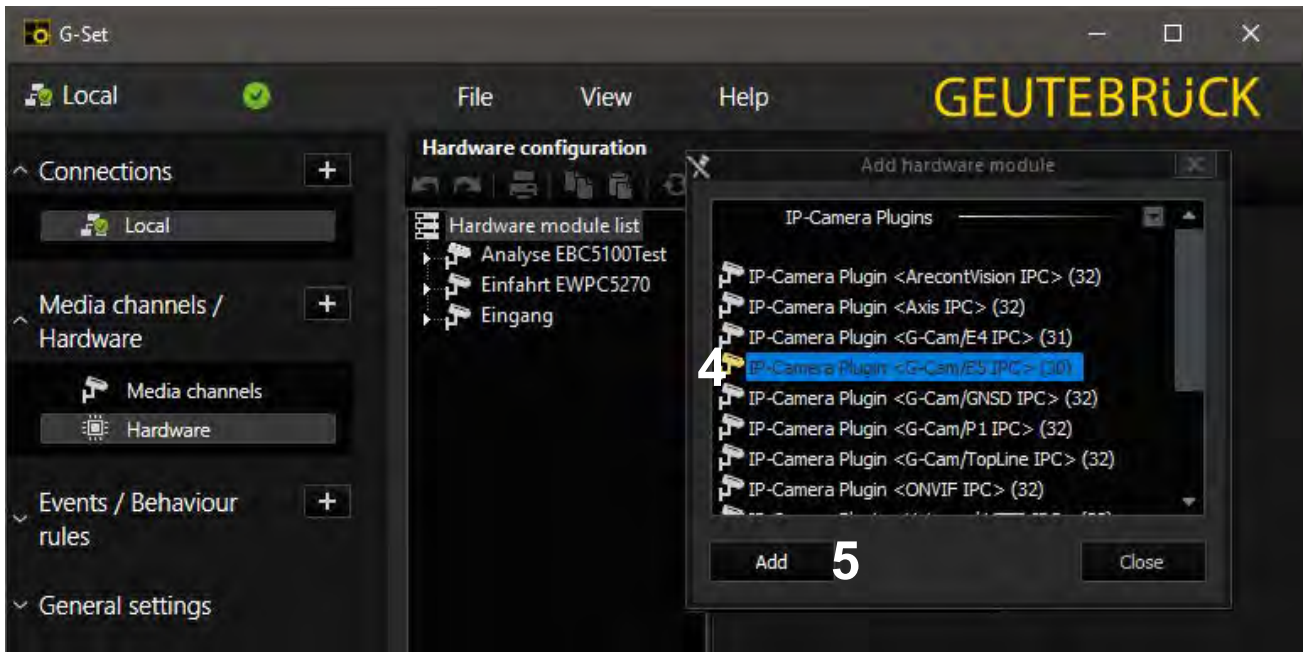 G-Set
Local
File View Help
GEUTEBRÜCK
Connections +
Local
Media channels / Hardware +
Media channels
Hardware
Events / Behaviour rules +
General settings
Hardware configuration
Hardware module list
Analyse EBC5100Test
Einfahrt EWPC5270
Eingang
Add hardware module
IP-Camera Plugins
IP-Camera Plugin <ArecontVision IPC> (32)
IP-Camera Plugin <Axis IPC> (32)
IP-Camera Plugin <G-Cam/E4 IPC> (31)
4 IP-Camera Plugin <G-Cam/E5 IPC> (30)
IP-Camera Plugin <G-Cam/GNSD IPC> (32)
IP-Camera Plugin <G-Cam/P1 IPC> (32)
IP-Camera Plugin <G-Cam/TopLine IPC> (32)
IP-Camera Plugin <ONVIF IPC> (32)
Add 5 Close